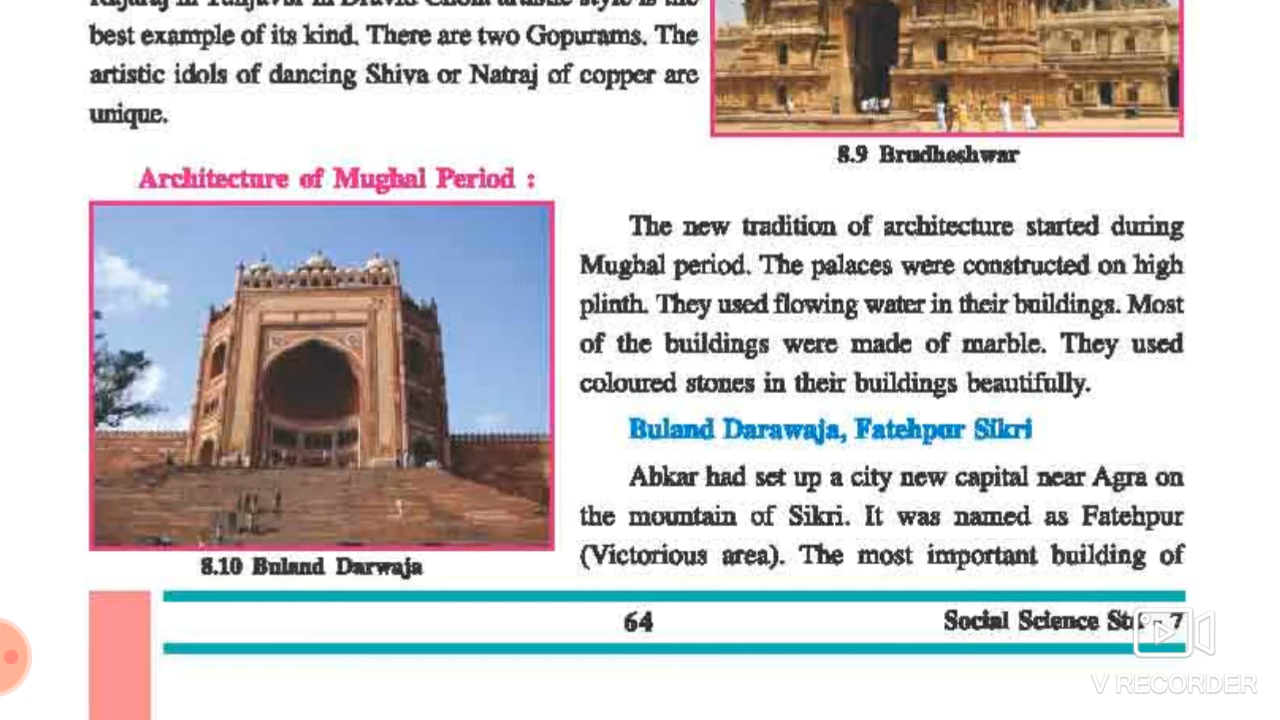 best example of its kind. There are two Gopurams. The
artistic idols of dancing Shiva or Natraj of copper are
unique.
8.9 Brudheshwar
Architecture of Mughal Period :
The new tradition of architecture started during
Mughal period. The palaces were constructed on high
plinth. They used flowing water in their buildings. Most
of the buildings were made of marble. They used
coloured stones in their buildings beautifully.
Buland Darawaja, Fatehpur Sikri
Abkar had set up a city new capital near Agra on
the mountain of Sikri. It was named as Fatehpur
(Victorious area). The most important building of
8.10 Buland Darwaja
64
Social Science - 7
V RECORDER